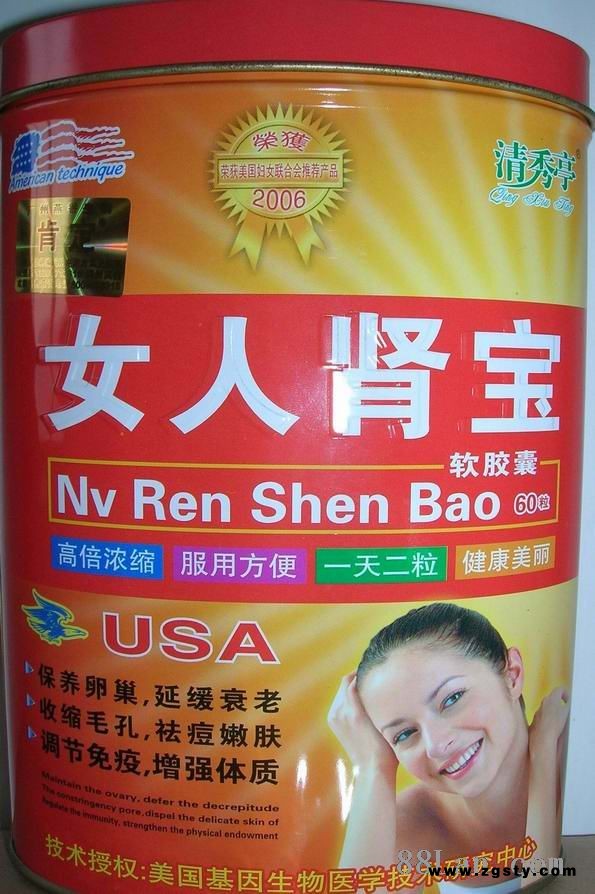 American technique
榮獲
荣获美国妇女联合会推荐产品
2006
清秀亭®
Qing Xiu Ting
女人肾宝
软胶囊
Nv Ren Shen Bao 60粒
高倍浓缩 服用方便 一天二粒 健康美丽
USA
保养卵巢,延缓衰老
收缩毛孔,祛痘嫩肤
调节免疫,增强体质
Maintain the ovary, defer the decrepitude
The constringency pore,dispel the delicate skin of
Regulate the immunity, strengthen the physical endowment
技术授权:美国基因生物医学技术研究中心
www.zgsty.com